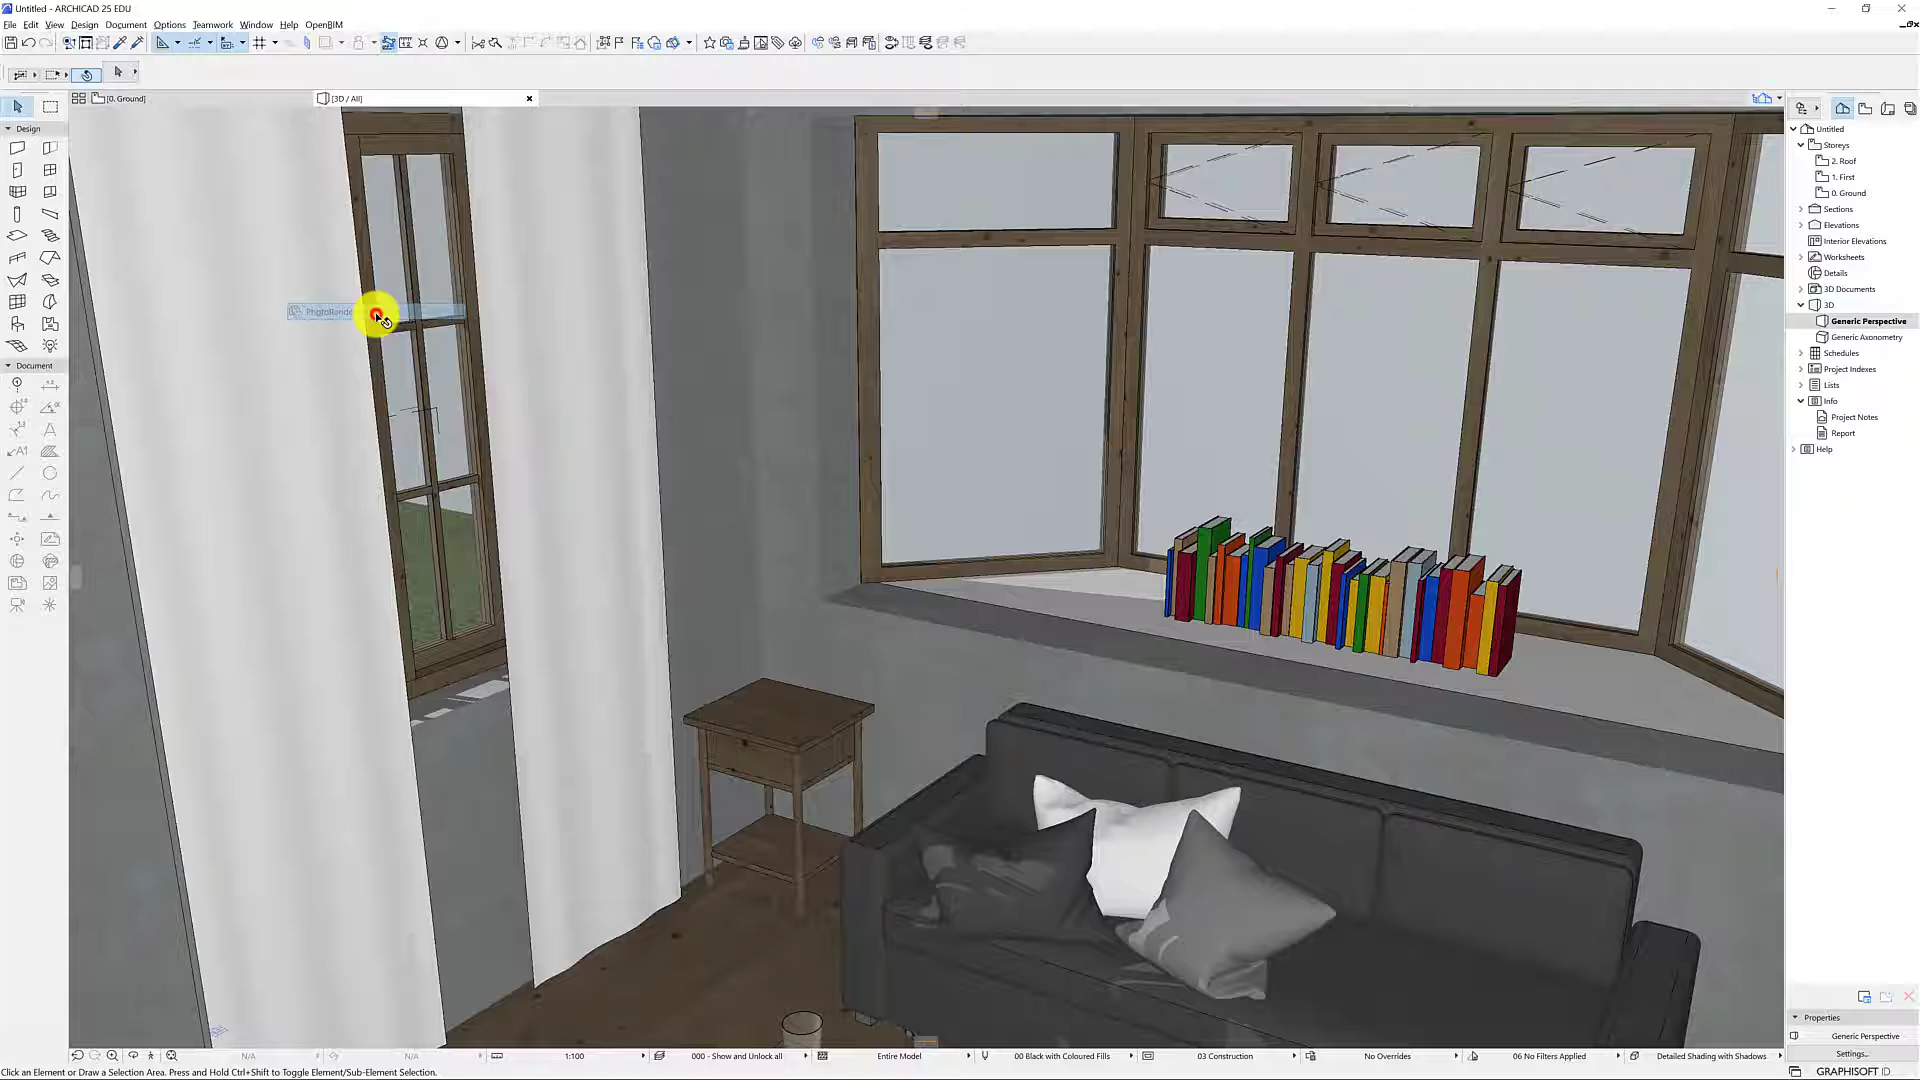 Untitled - ARCHICAD 25 EDU
File Edit View Design Document Options Teamwork Window Help OpenBIM
[0. Ground]
[3D / All]
Design
Document
Untitled
Storeys
2. Roof
1. First
0. Ground
Sections
Elevations
Interior Elevations
Worksheets
Details
3D Documents
3D
Generic Perspective
Generic Axonometry
Schedules
Project Indexes
Lists
Info
Project Notes
Report
Help
Properties
Generic Perspective
Settings...
N/A N/A 1:100 000 - Show and Unlock all Entire Model 00 Black with Coloured Fills 03 Construction No Overrides 06 No Filters Applied Detailed Shading with Shadows
Click an Element or Draw a Selection Area. Press and Hold Ctrl+Shift to Toggle Element/Sub-Element Selection.
GRAPHISOFT ID